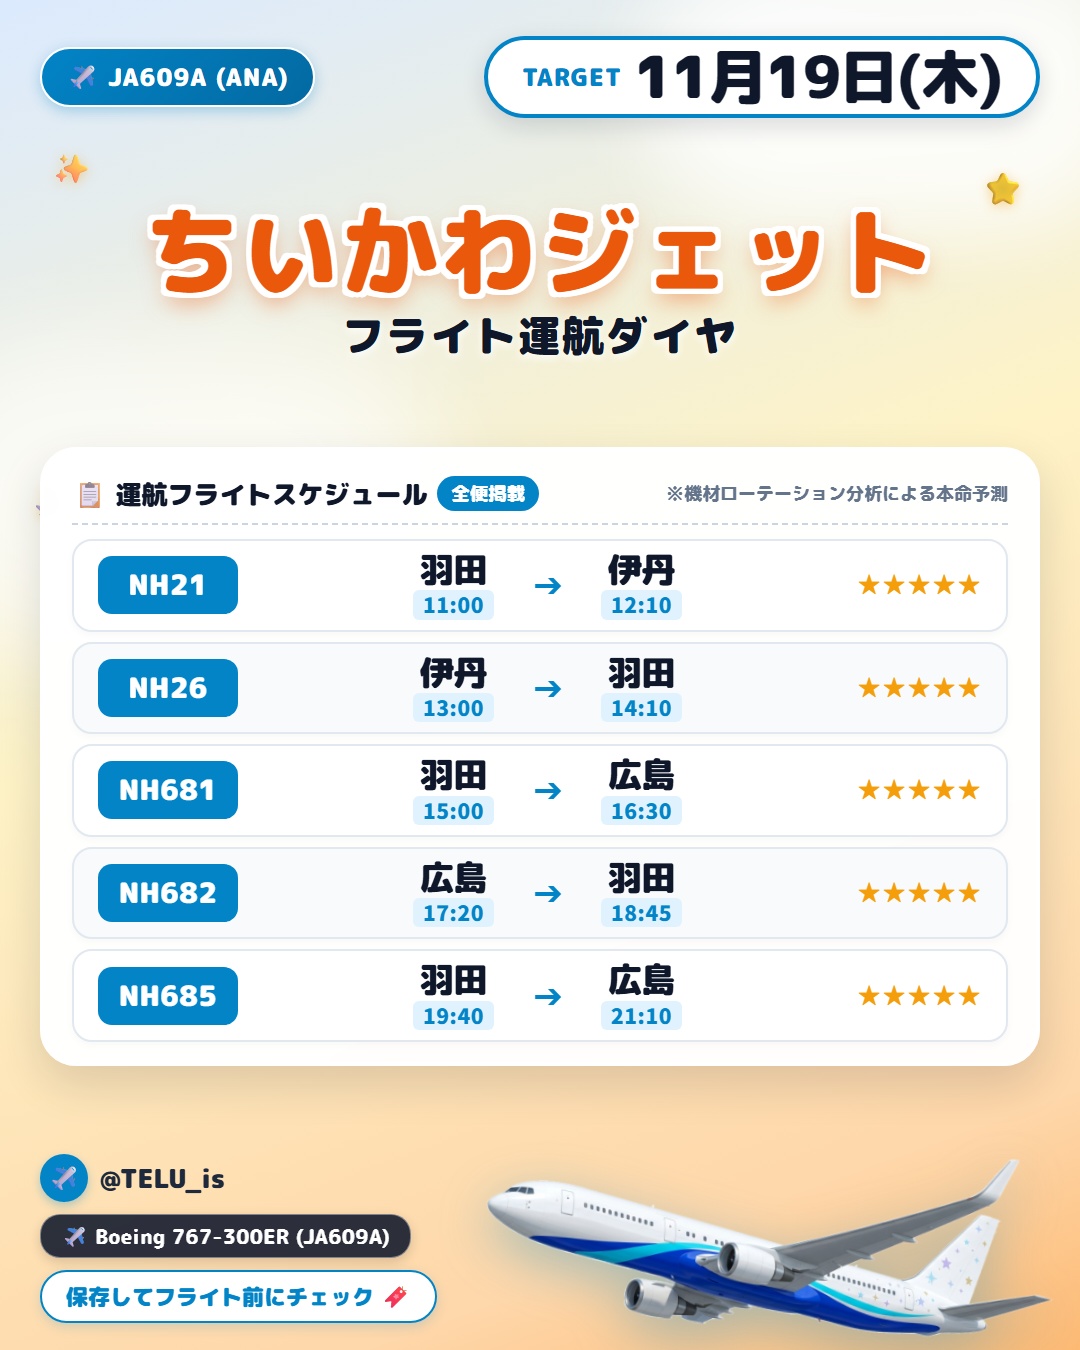 JA609A (ANA)
TARGET 11月19日(木)
ちいかわジェット
フライト運航ダイヤ
運航フライトスケジュール 全便掲載 ※機材ローテーション分析による本命予測
NH21 羽田 → 伊丹 ★★★★★
11:00 12:10
NH26 伊丹 → 羽田 ★★★★★
13:00 14:10
NH681 羽田 → 広島 ★★★★★
15:00 16:30
NH682 広島 → 羽田 ★★★★★
17:20 18:45
NH685 羽田 → 広島 ★★★★★
19:40 21:10
@TELU_is
Boeing 767-300ER (JA609A)
保存してフライト前にチェック